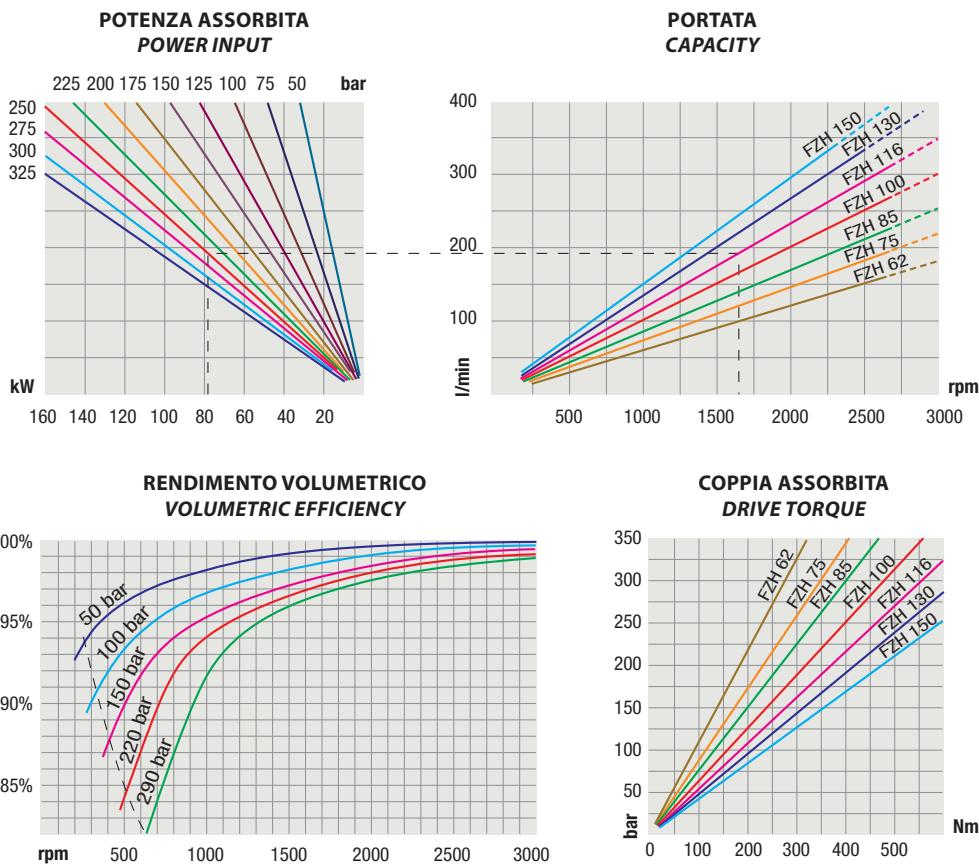 POTENZA ASSORBITA
POWER INPUT
225 200 175 150 125 100 75 50 bar
250
275
300
325
kW
160 140 120 100 80 60 40 20
PORTATA
CAPACITY
400
300
200
100
l/min
FZH 150
FZH 130
FZH 116
FZH 100
FZH 85
FZH 75
FZH 62
rpm
500 1000 1500 2000 2500 3000
RENDIMENTO VOLUMETRICO
VOLUMETRIC EFFICIENCY
00%
95%
90%
85%
50 bar
100 bar
150 bar
220 bar
290 bar
rpm 500 1000 1500 2000 2500 3000
COPPIA ASSORBITA
DRIVE TORQUE
350
300
250
200
150
100
50
bar
FZH 62
FZH 75
FZH 85
FZH 100
FZH 116
FZH 130
FZH 150
Nm
0 100 200 300 400 500